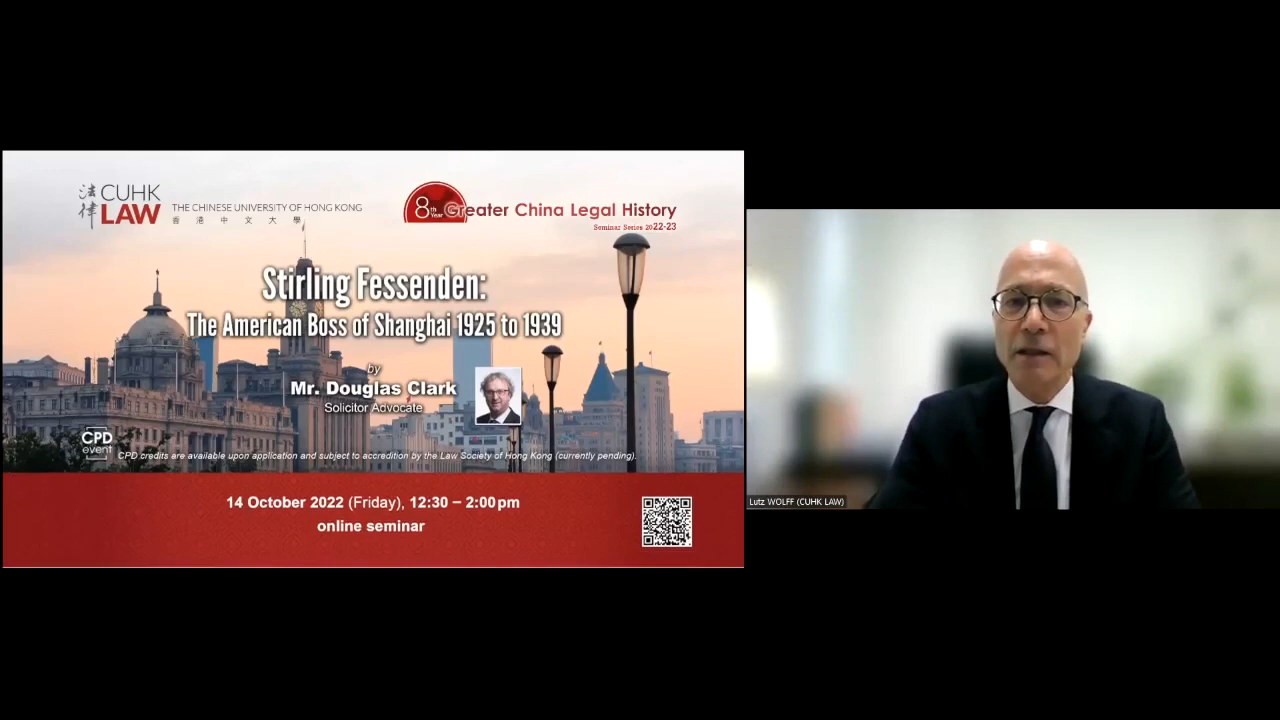 法律
CUHK
LAW
THE CHINESE UNIVERSITY OF HONG KONG
香港中文大學
8th Year
Greater China Legal History
Seminar Series 2022-23
Stirling Fessenden:
The American Boss of Shanghai 1925 to 1939
by
Mr. Douglas Clark
Solicitor Advocate
CPD
event
CPD credits are available upon application and subject to accreditation by the Law Society of Hong Kong (currently pending).
14 October 2022 (Friday), 12:30 – 2:00pm
online seminar
Lutz WOLFF (CUHK LAW)